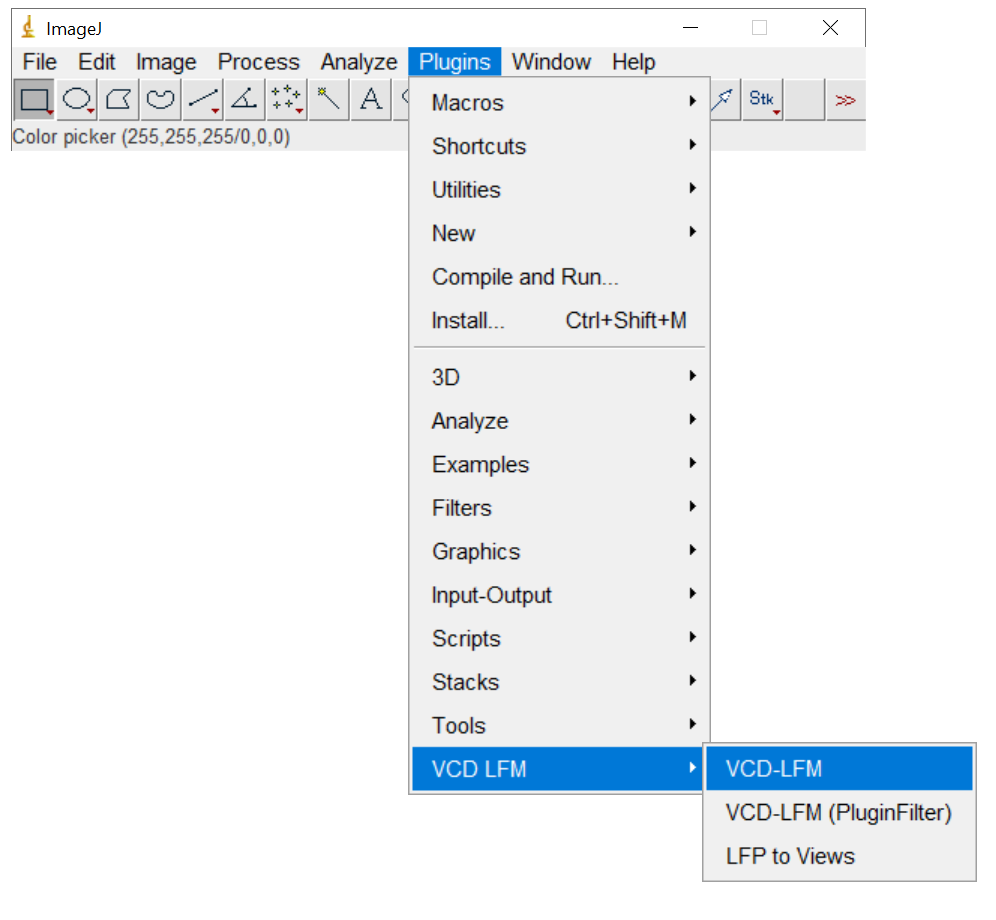 ImageJ
File Edit Image Process Analyze Plugins Window Help
A Stk >>
Color picker (255,255,255/0,0,0)
Macros
Shortcuts
Utilities
New
Compile and Run...
Install... Ctrl+Shift+M
3D
Analyze
Examples
Filters
Graphics
Input-Output
Scripts
Stacks
Tools
VCD LFM
VCD-LFM
VCD-LFM (PluginFilter)
LFP to Views